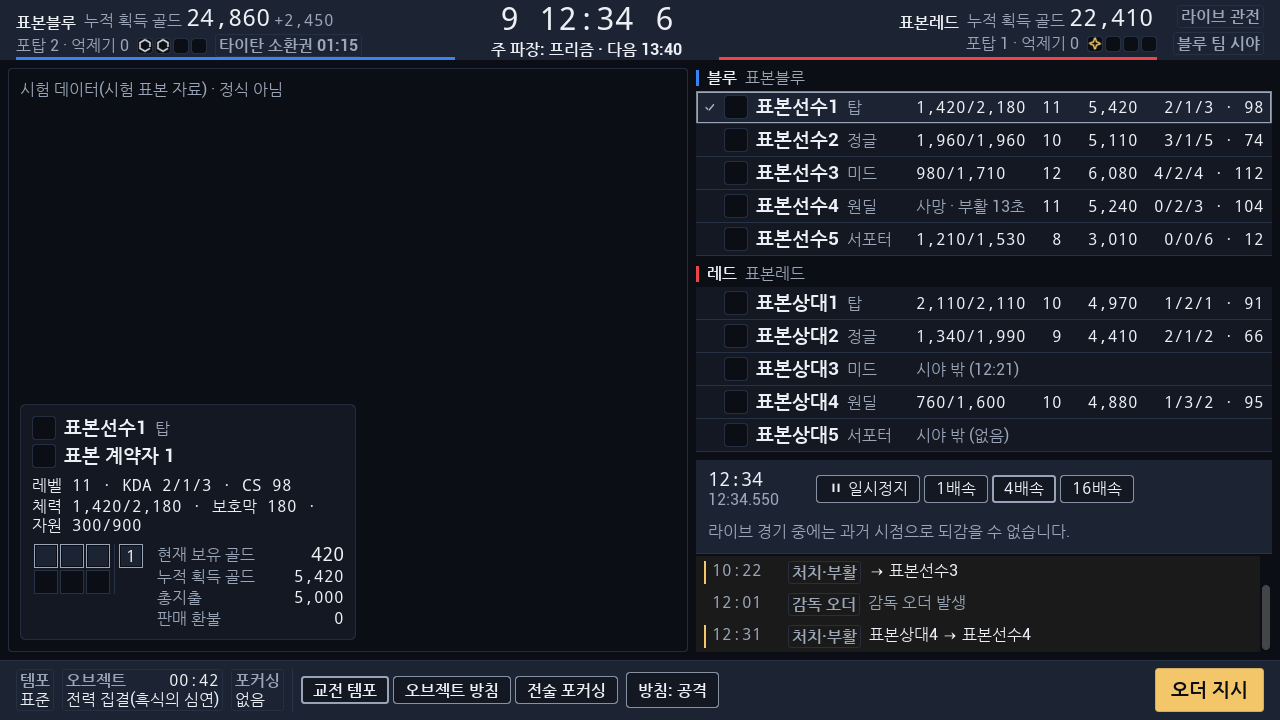 표본블루 누적 획득 골드 24,860 +2,450
포탑 2 · 억제기 0 타이탄 소환권 01:15
9 12:34 6
주 파장: 프리즘 · 다음 13:40
표본레드 누적 획득 골드 22,410
포탑 1 · 억제기 0
라이브 관전
블루 팀 시야
시험 데이터(시험 표본 자료) · 정식 아님
표본선수1 탑
표본 계약자 1
레벨 11 · KDA 2/1/3 · CS 98
체력 1,420/2,180 · 보호막 180 ·
자원 300/900
1
현재 보유 골드 420
누적 획득 골드 5,420
총지출 5,000
판매 환불 0
블루 표본블루
표본선수1 탑 1,420/2,180 11 5,420 2/1/3 · 98
표본선수2 정글 1,960/1,960 10 5,110 3/1/5 · 74
표본선수3 미드 980/1,710 12 6,080 4/2/4 · 112
표본선수4 원딜 사망 · 부활 13초 11 5,240 0/2/3 · 104
표본선수5 서포터 1,210/1,530 8 3,010 0/0/6 · 12
레드 표본레드
표본상대1 탑 2,110/2,110 10 4,970 1/2/1 · 91
표본상대2 정글 1,340/1,990 9 4,410 2/1/2 · 66
표본상대3 미드 시야 밖 (12:21)
표본상대4 원딜 760/1,600 10 4,880 1/3/2 · 95
표본상대5 서포터 시야 밖 (없음)
12:34
12:34.550
일시정지 1배속 4배속 16배속
라이브 경기 중에는 과거 시점으로 되감을 수 없습니다.
10:22 처치·부활 → 표본선수3
12:01 감독 오더 감독 오더 발생
12:31 처치·부활 표본상대4 → 표본선수4
템포
표준
오브젝트 00:42
전력 집결(흑식의 심연)
포커싱
없음
교전 템포 오브젝트 방침 전술 포커싱 방침: 공격
오더 지시